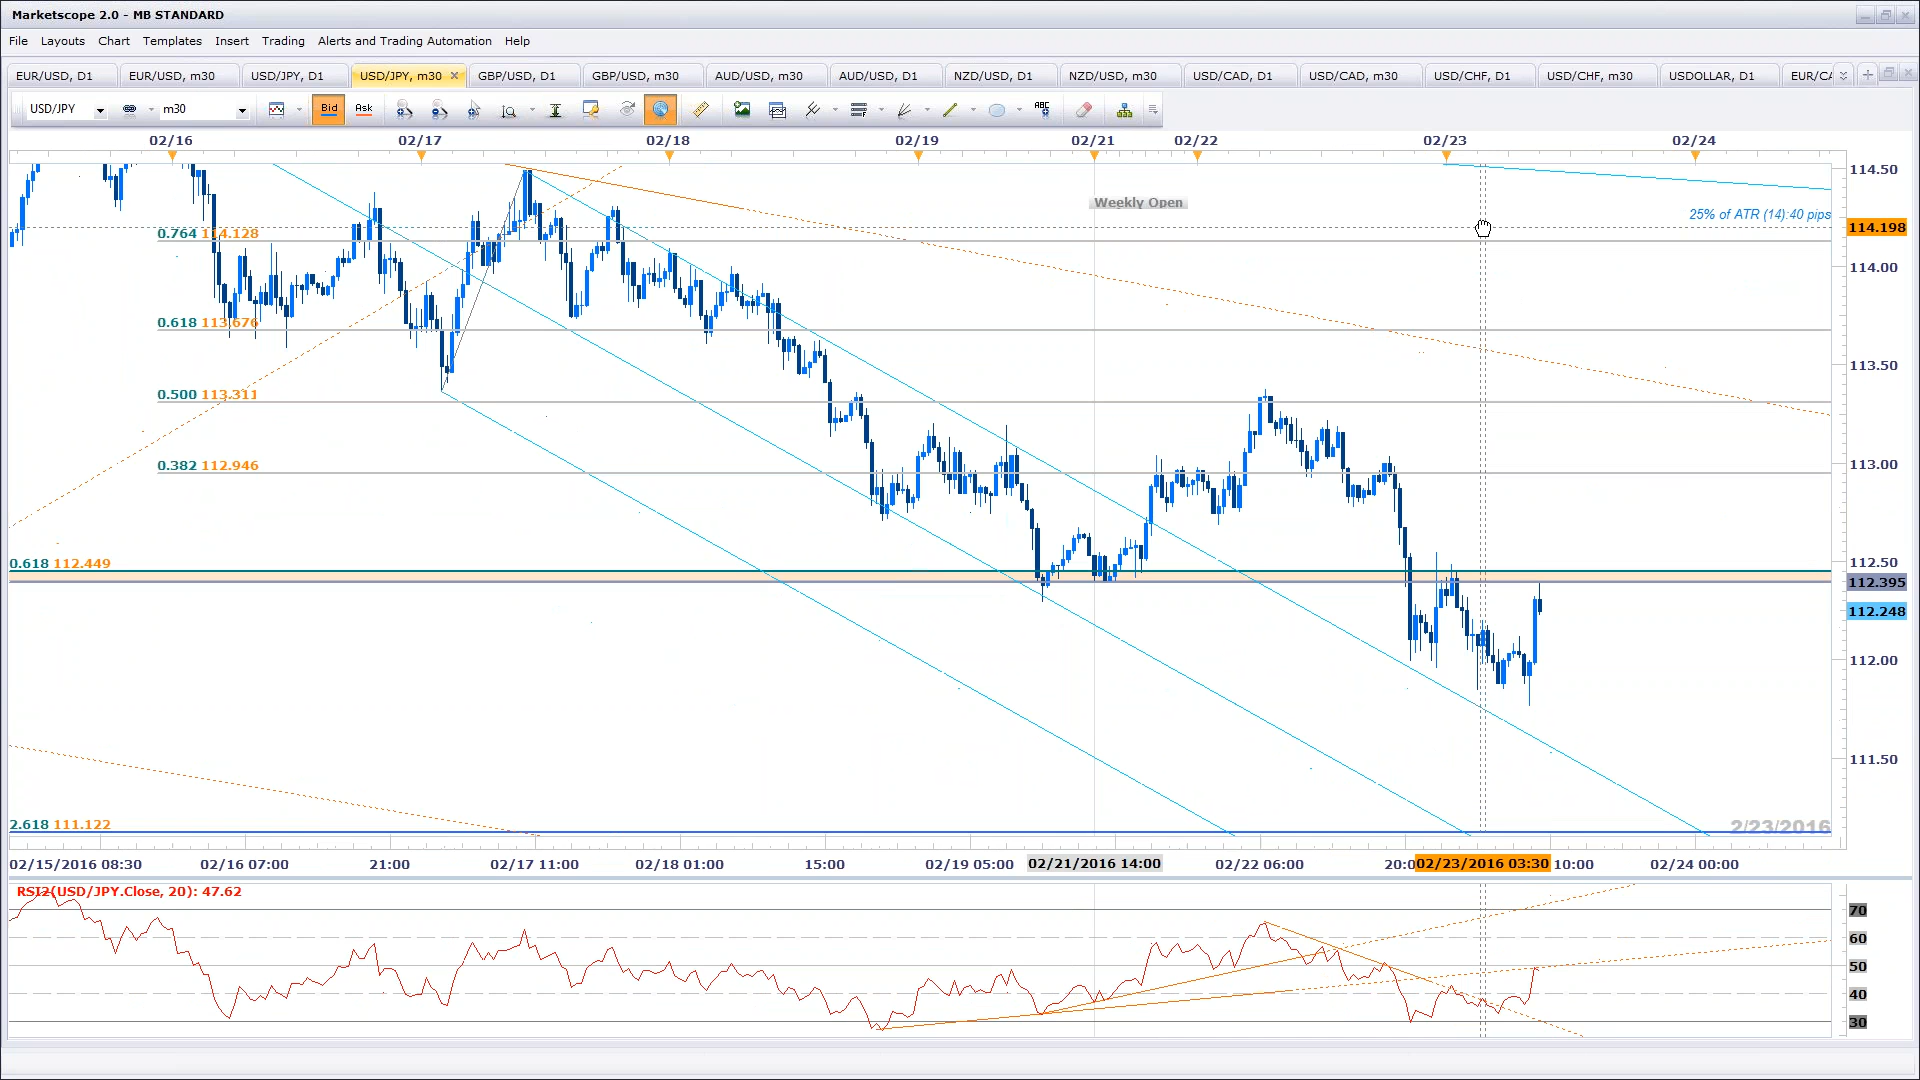 Marketscope 2.0 - MB STANDARD
File Layouts Chart Templates Insert Trading Alerts and Trading Automation Help
EUR/USD, D1 EUR/USD, m30 USD/JPY, D1 USD/JPY, m30 GBP/USD, D1 GBP/USD, m30 AUD/USD, m30 AUD/USD, D1 NZD/USD, D1 NZD/USD, m30 USD/CAD, D1 USD/CAD, m30 USD/CHF, D1 USD/CHF, m30 USDOLLAR, D1 EUR/CA
USD/JPY m30 Bid Ask ABC
02/16 02/17 02/18 02/19 02/21 02/22 02/23 02/24
114.50
Weekly Open
25% of ATR (14):40 pips
114.198
0.764 114.128
114.00
0.618 113.676
113.50
0.500 113.311
0.382 112.946
113.00
0.618 112.449
112.50
112.395
112.248
112.00
111.50
2.618 111.122
2/23/2016
02/15/2016 08:30 02/16 07:00 21:00 02/17 11:00 02/18 01:00 15:00 02/19 05:00 02/21/2016 14:00 02/22 06:00 20:0 02/23/2016 03:30 10:00 02/24 00:00
RSI2(USD/JPY.Close, 20): 47.62
70
60
50
40
30